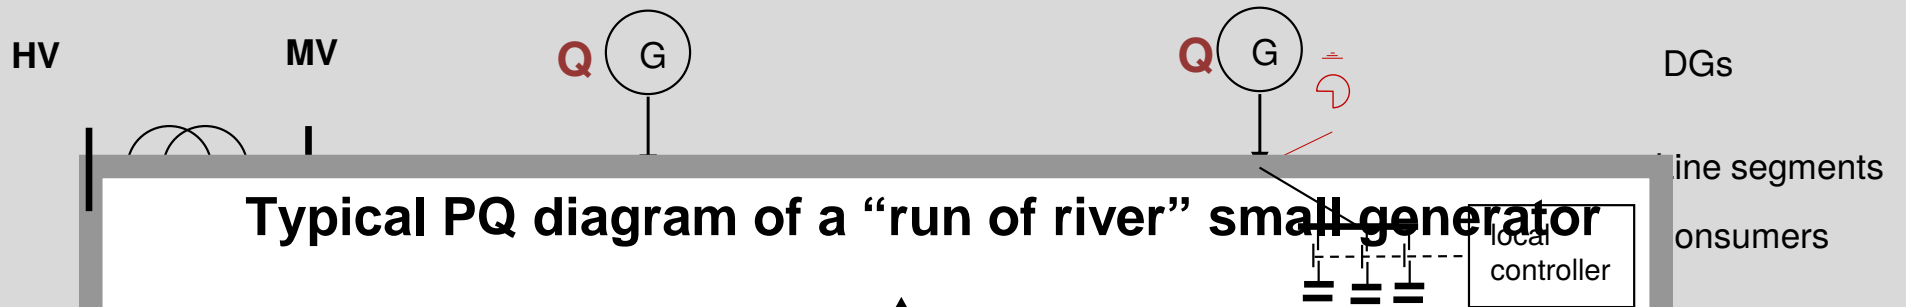 HV
MV
Q
G
Q
G
DGs
ine segments
Typical PQ diagram of a “run of river” small generator
onsumers
local
controller